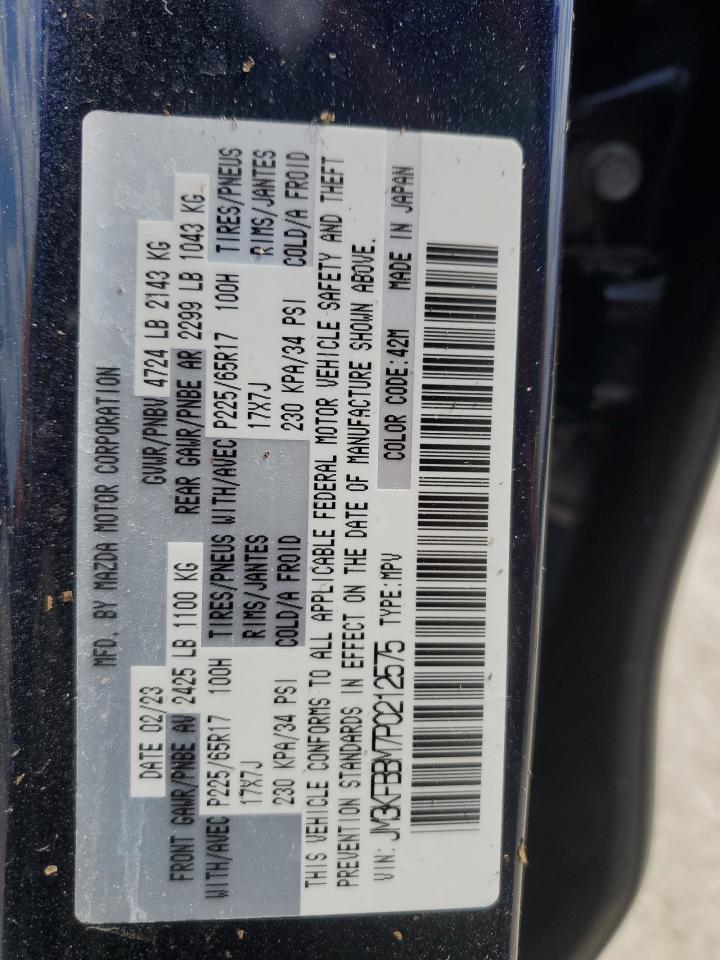 MFD. BY MAZDA MOTOR CORPORATION
DATE 02/23
GVWR/PNBV 4724 LB 2143 KG
FRONT GAWR/PNBE AV 2425 LB 1100 KG
REAR GAWR/PNBE AR 2299 LB 1043 KG
WITH/AVEC P225/65R17 100H TIRES/PNEUS WITH/AVEC P225/65R17 100H TIRES/PNEUS
17X7J RIMS/JANTES 17X7J RIMS/JANTES
230 KPA/34 PSI COLD/A FROID 230 KPA/34 PSI COLD/A FROID
THIS VEHICLE CONFORMS TO ALL APPLICABLE FEDERAL MOTOR VEHICLE SAFETY AND THEFT
PREVENTION STANDARDS IN EFFECT ON THE DATE OF MANUFACTURE SHOWN ABOVE.
VIN: JM3KFBBM7P0212575 TYPE:MPV COLOR CODE:42M MADE IN JAPAN